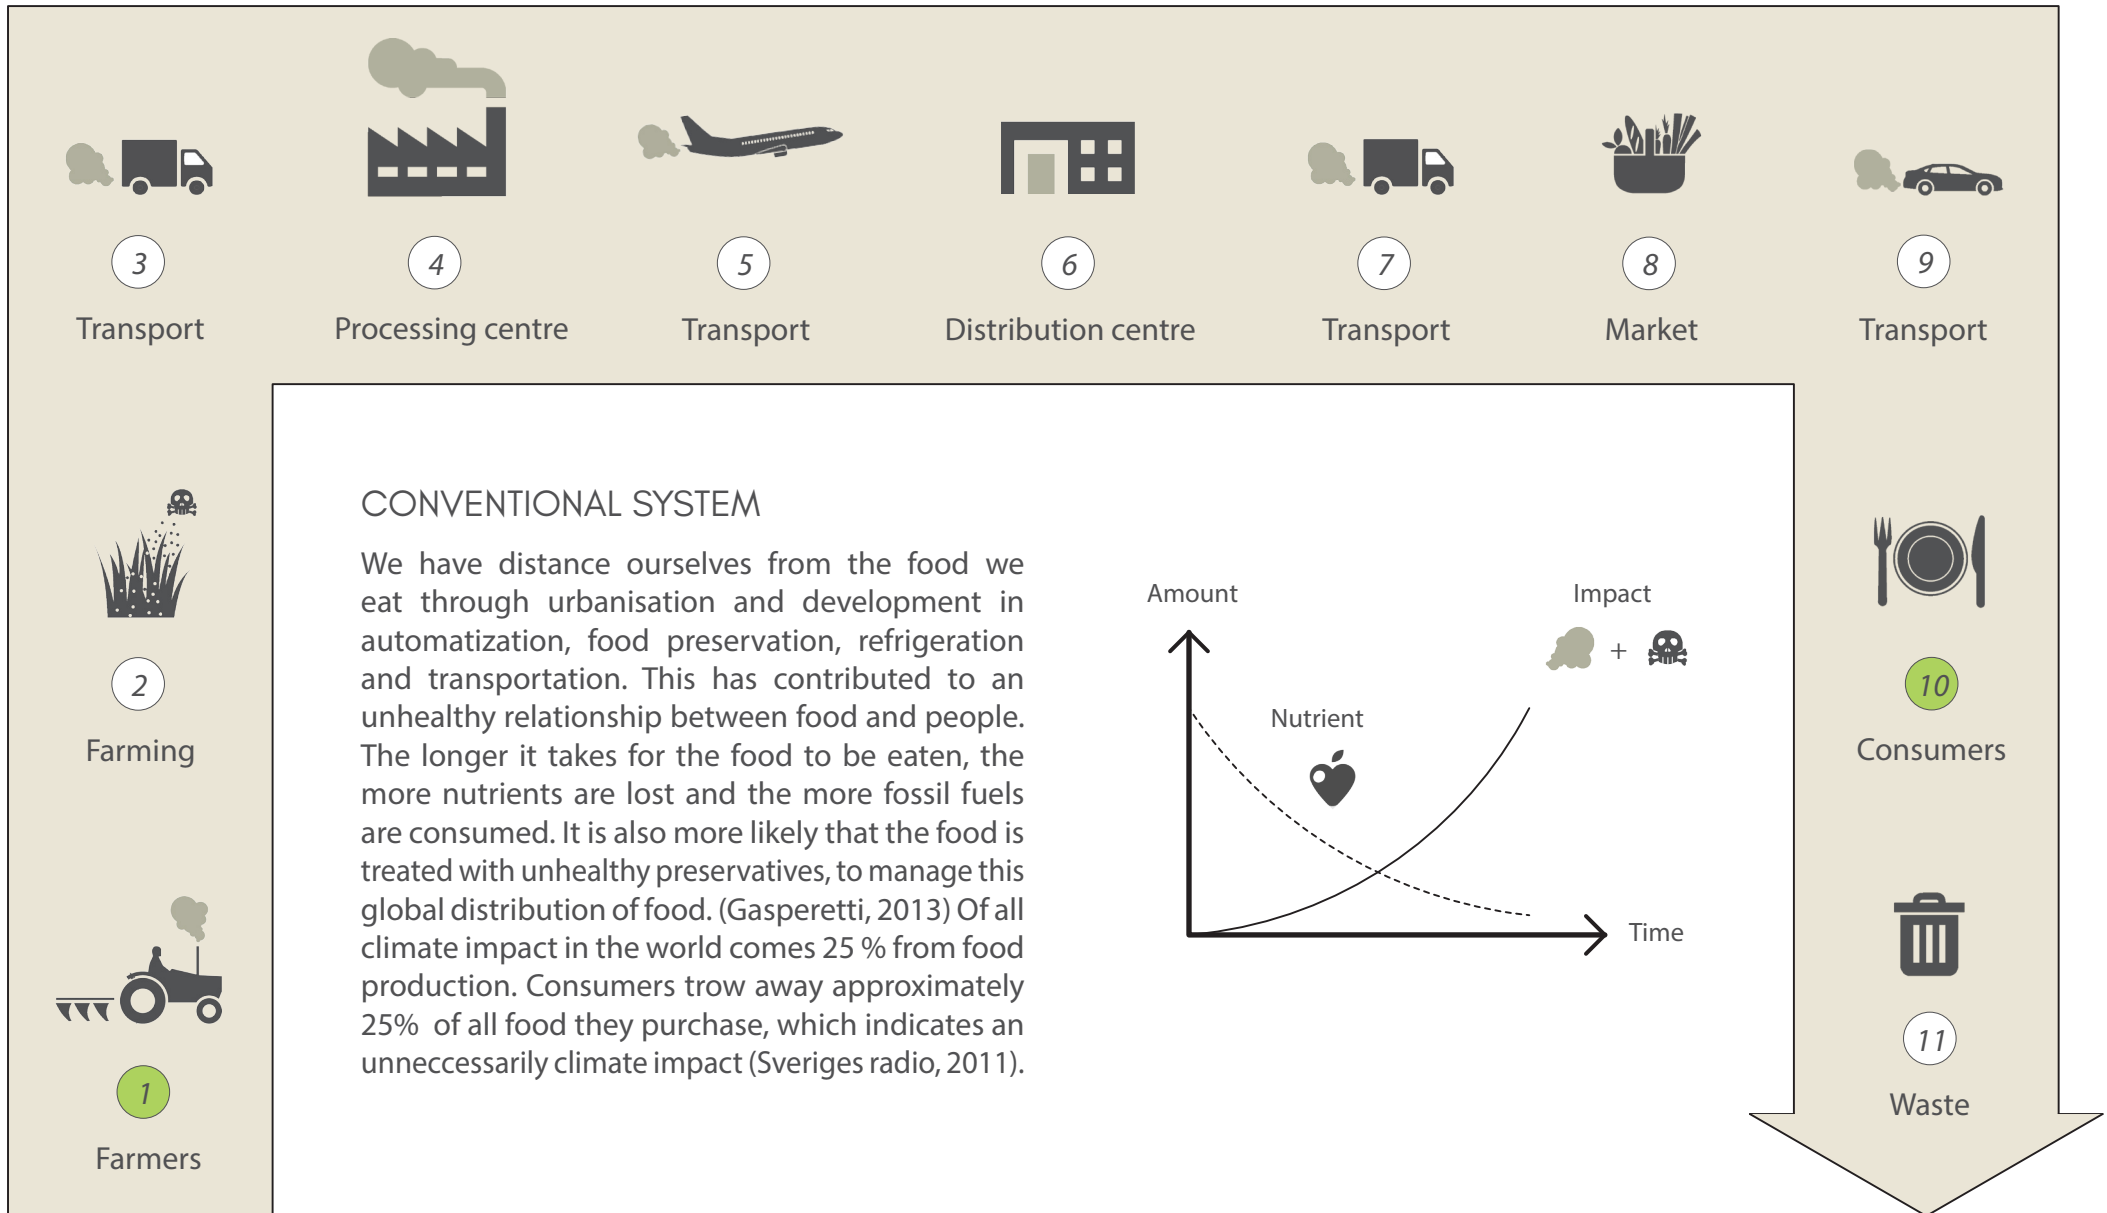 3
4
5
6
7
8
9
Transport
Processing centre
Transport
Distribution centre
Transport
Market
Transport
2
Farming
1
Farmers
CONVENTIONAL SYSTEM
We have distance ourselves from the food we
eat through urbanisation and development in
automatization, food preservation, refrigeration
and transportation. This has contributed to an
unhealthy relationship between food and people.
The longer it takes for the food to be eaten, the
more nutrients are lost and the more fossil fuels
are consumed. It is also more likely that the food is
treated with unhealthy preservatives, to manage this
global distribution of food. (Gasperetti, 2013) Of all
climate impact in the world comes 25 % from food
production. Consumers trow away approximately
25% of all food they purchase, which indicates an
unneccessarily climate impact (Sveriges radio, 2011).
Amount
Impact
+
Nutrient
Time
10
Consumers
11
Waste